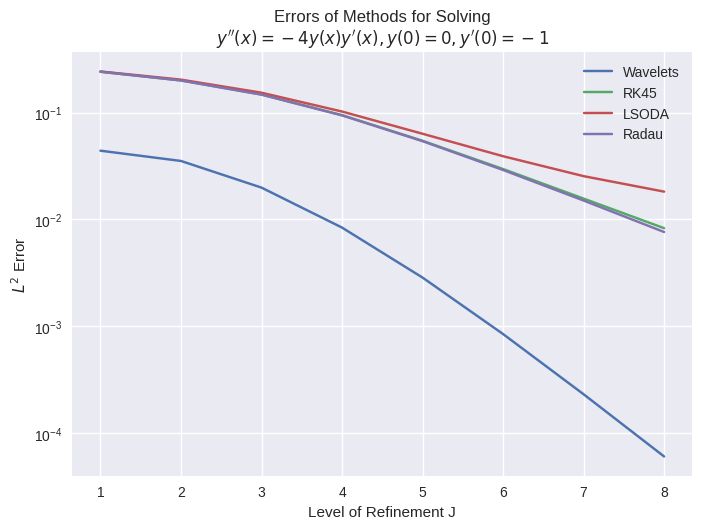 Errors of Methods for Solving
y''(x) = −4y(x)y'(x), y(0) = 0, y'(0) = −1
Wavelets
RK45
LSODA
Radau
10⁻¹
10⁻²
10⁻³
10⁻⁴
L² Error
1 2 3 4 5 6 7 8
Level of Refinement J